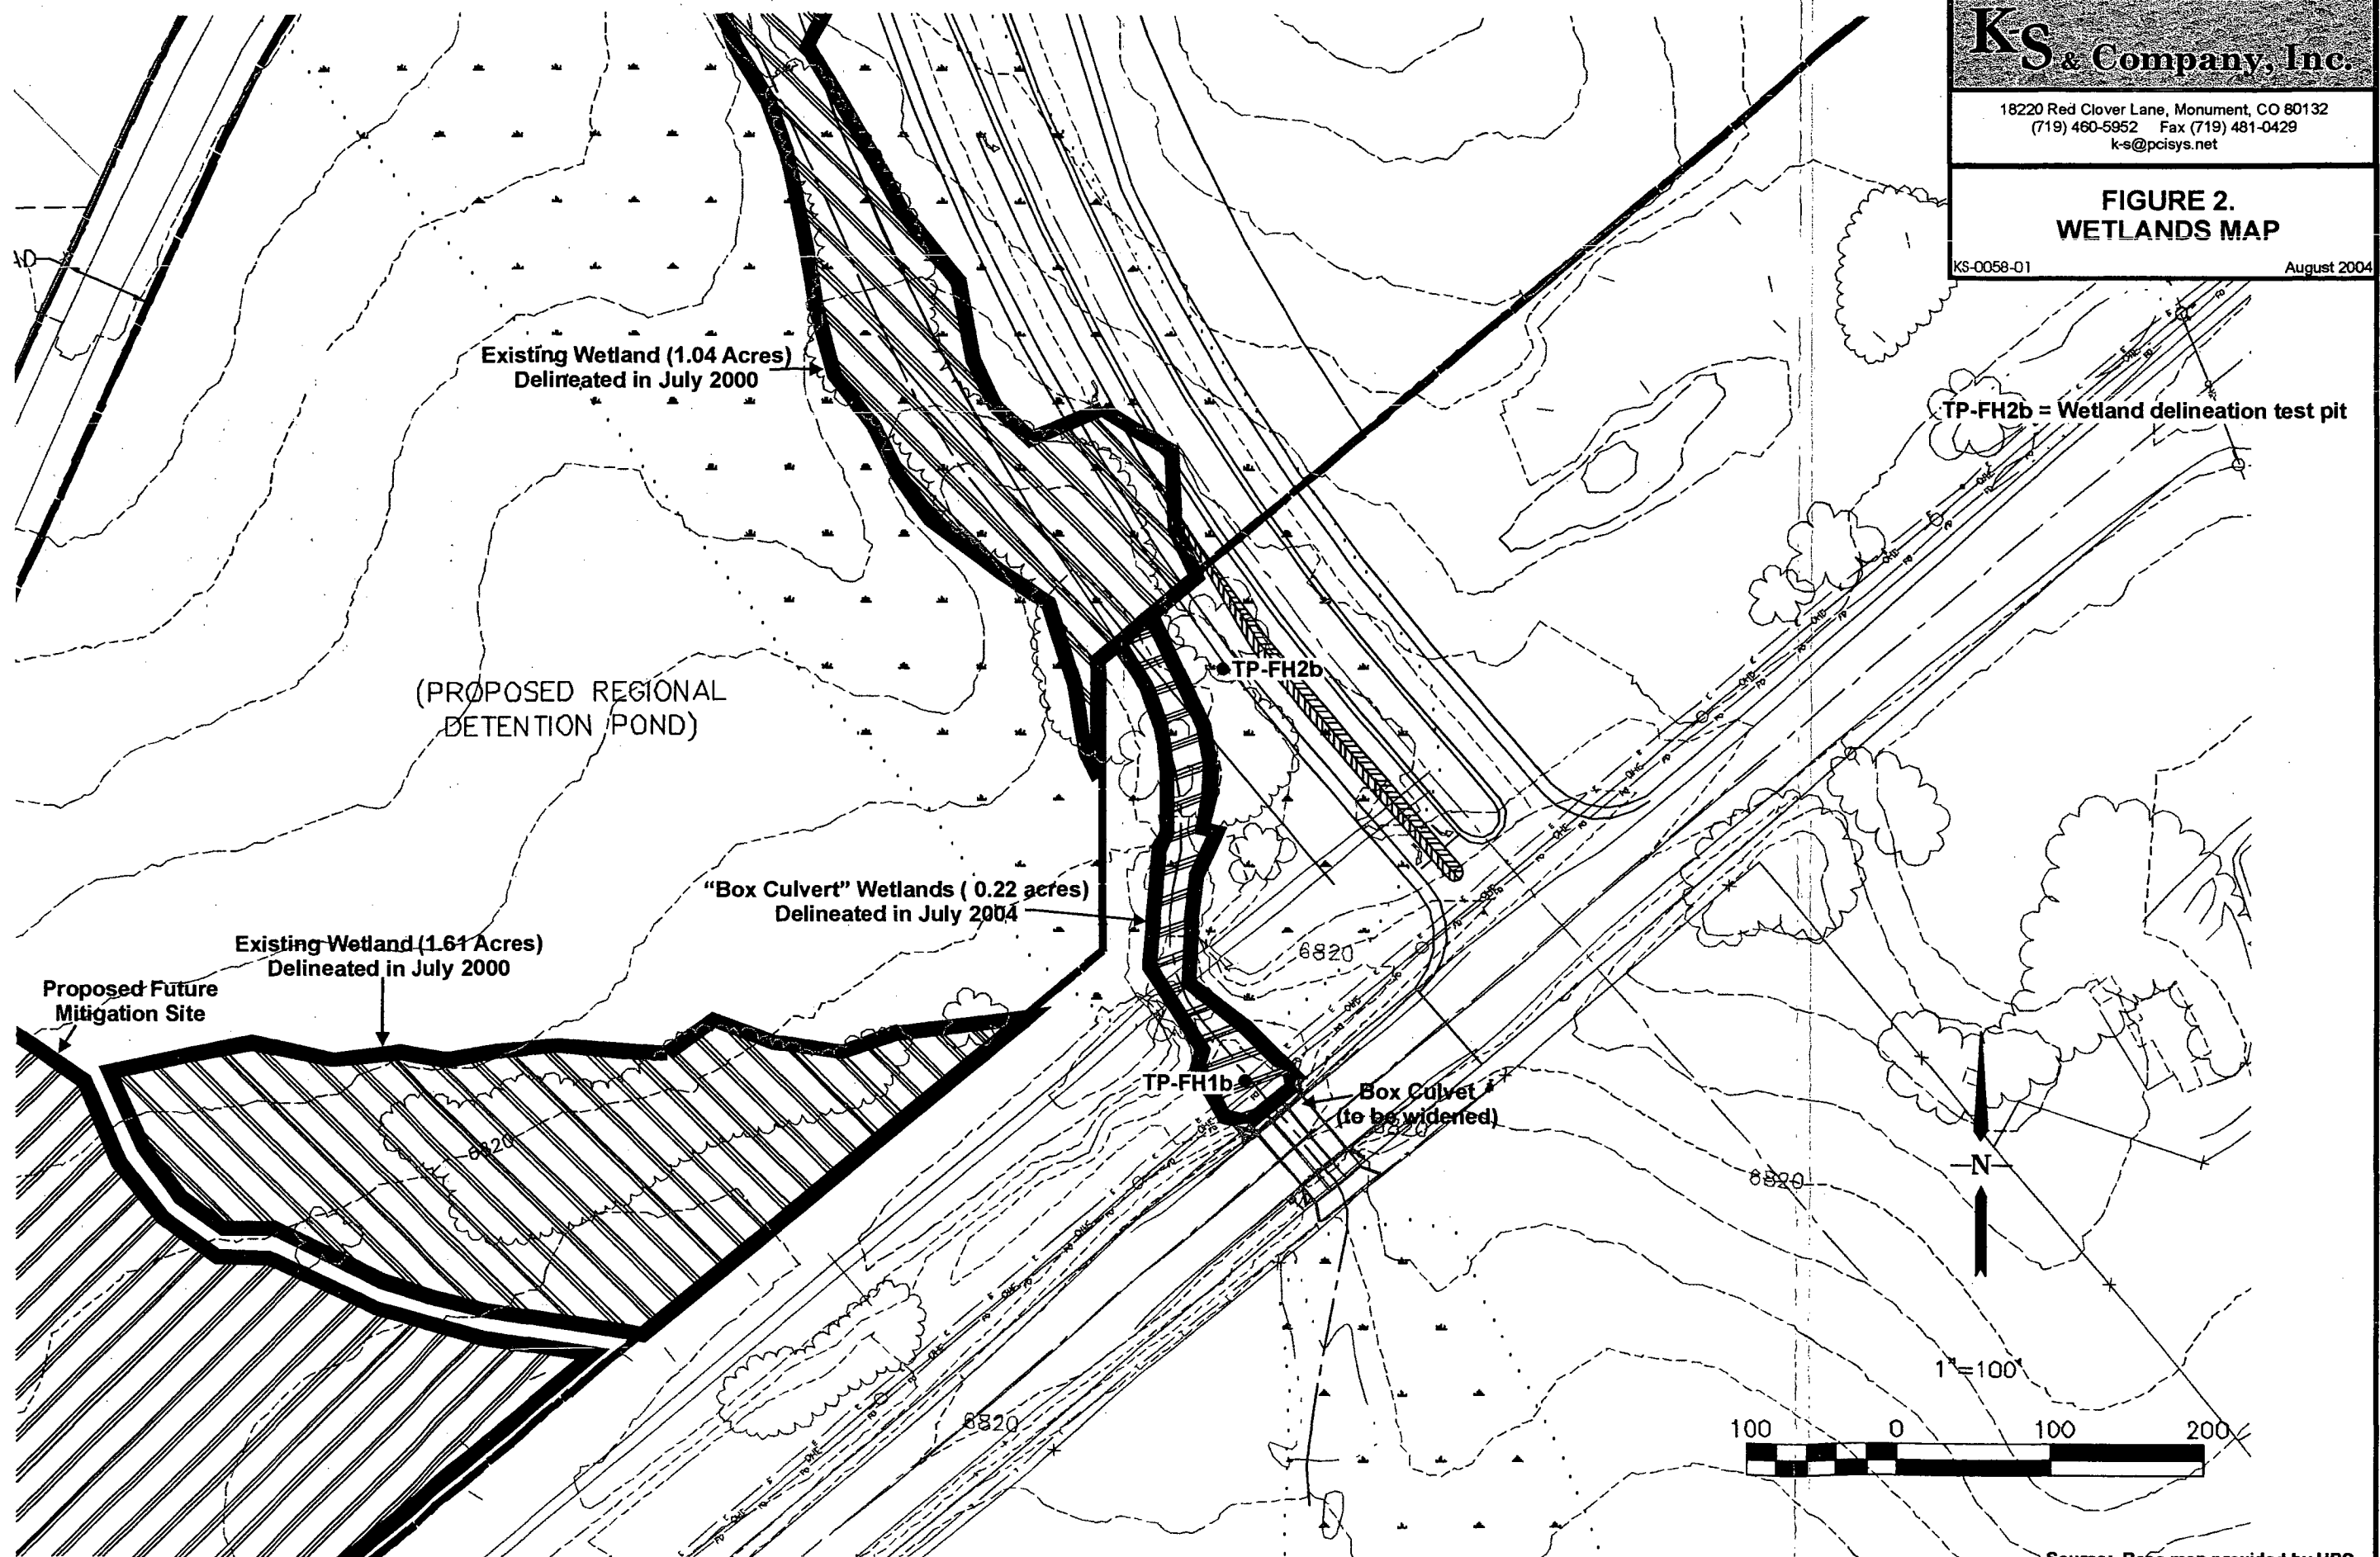 K-S & Company, Inc.
18220 Red Clover Lane, Monument, CO 80132
(719) 460-5952 Fax (719) 481-0429
k-s@pcisys.net
FIGURE 2.
WETLANDS MAP
KS-0058-01 August 2004
Existing Wetland (1.04 Acres)
Delineated in July 2000
TP-FH2b = Wetland delineation test pit
TP-FH2b
(PROPOSED REGIONAL
DETENTION POND)
"Box Culvert" Wetlands ( 0.22 acres)
Delineated in July 2004
Existing Wetland (1.61 Acres)
Delineated in July 2000
Proposed Future
Mitigation Site
6820
TP-FH1b
Box Culvet
(to be widened)
6820
6820
6820
6820
N
1"=100'
100 0 100 200